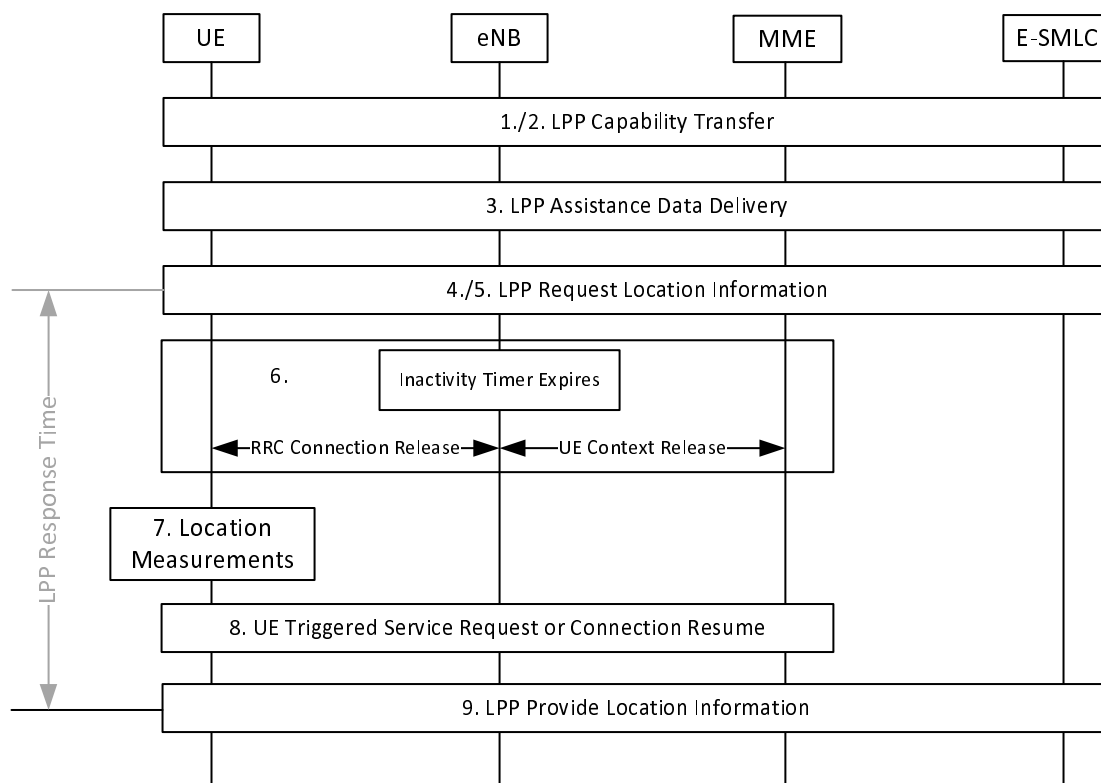 UE
eNB
MME
E-SMLC
1./2. LPP Capability Transfer
3. LPP Assistance Data Delivery
4./5. LPP Request Location Information
6.
Inactivity Timer Expires
RRC Connection Release
UE Context Release
LPP Response Time
7. Location
Measurements
8. UE Triggered Service Request or Connection Resume
9. LPP Provide Location Information